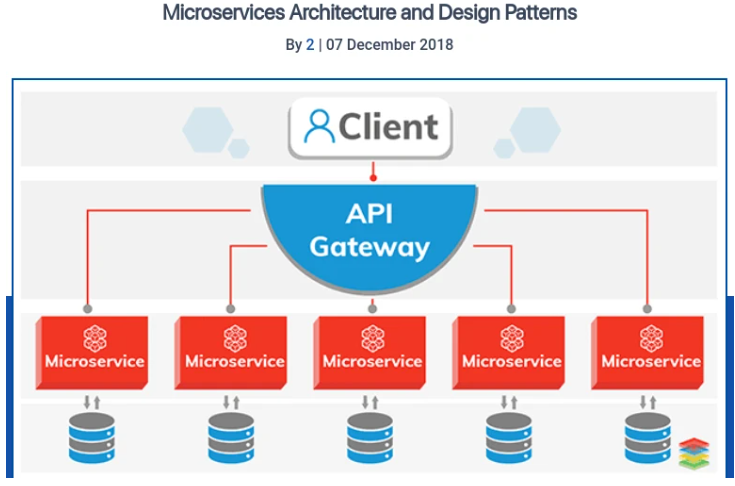 Microservices Architecture and Design Patterns
By 2 | 07 December 2018
Client
API
Gateway
Microservice
Microservice
Microservice
Microservice
Microservice